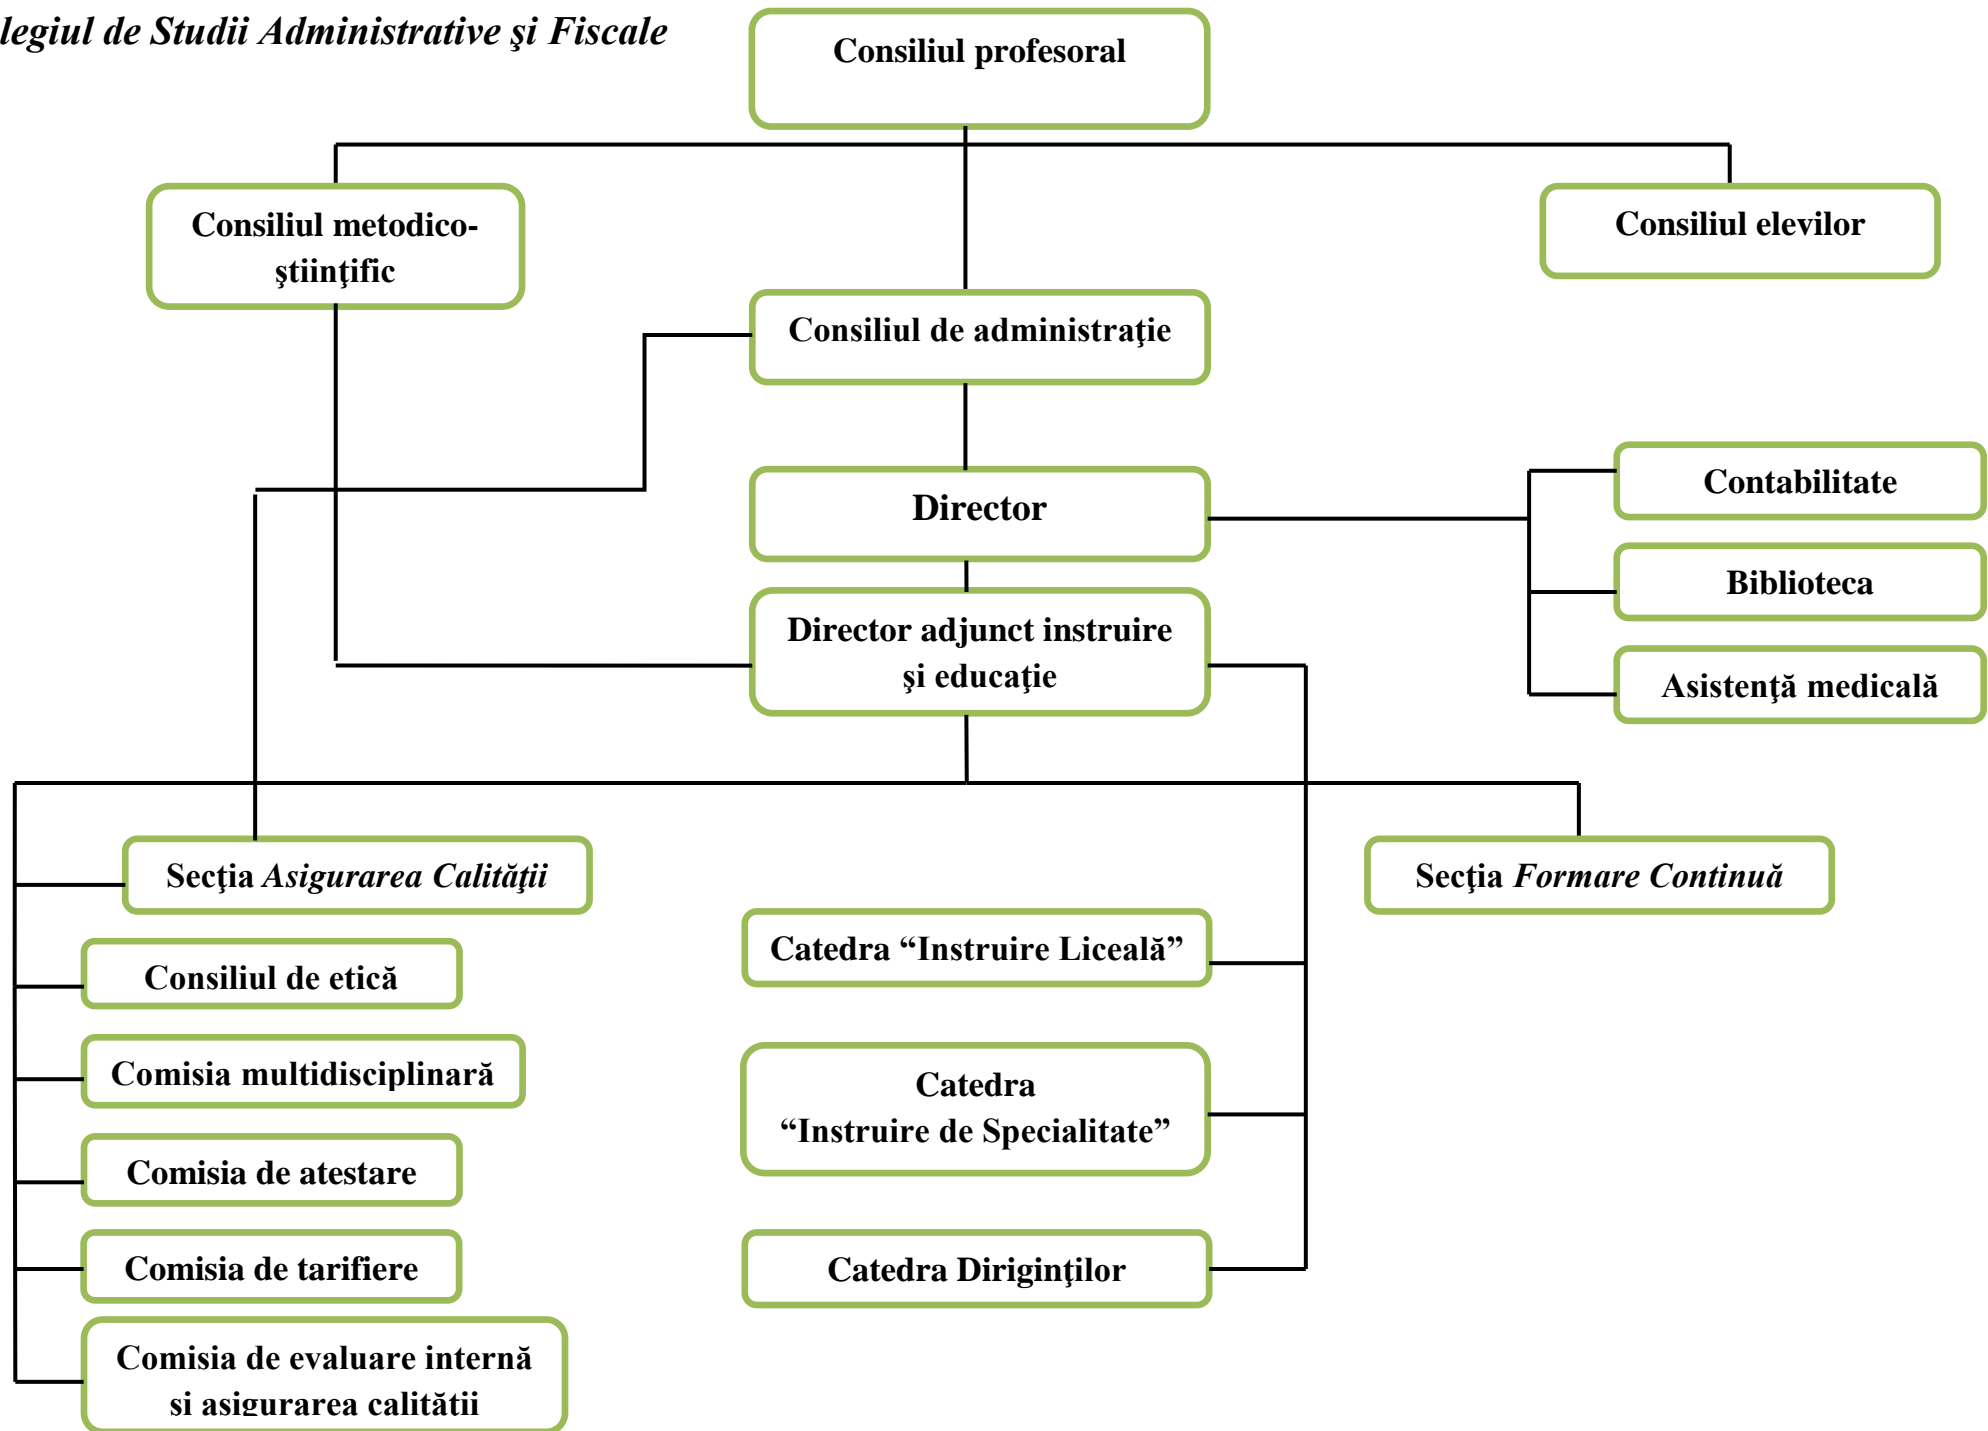 legiul de Studii Administrative şi Fiscale
Consiliul profesoral
Consiliul metodico-
ştiinţific
Consiliul elevilor
Consiliul de administraţie
Director
Contabilitate
Biblioteca
Director adjunct instruire
şi educaţie
Asistenţă medicală
Secţia Asigurarea Calităţii
Secţia Formare Continuă
Consiliul de etică
Catedra “Instruire Liceală”
Comisia multidisciplinară
Catedra
“Instruire de Specialitate”
Comisia de atestare
Comisia de tarifiere
Catedra Diriginţilor
Comisia de evaluare internă
si asigurarea calitătii